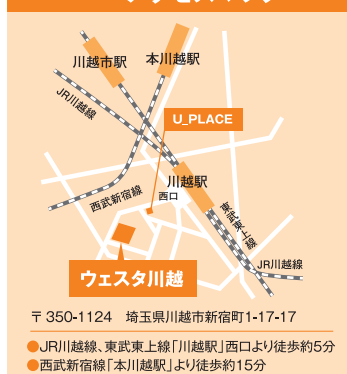 川越市駅
本川越駅
JR川越線
U_PLACE
川越駅
西口
西武新宿線
東武東上線
JR川越線
ウェスタ川越
〒350-1124 埼玉県川越市新宿町1-17-17
●JR川越線、東武東上線「川越駅」西口より徒歩約5分
●西武新宿線「本川越駅」より徒歩約15分